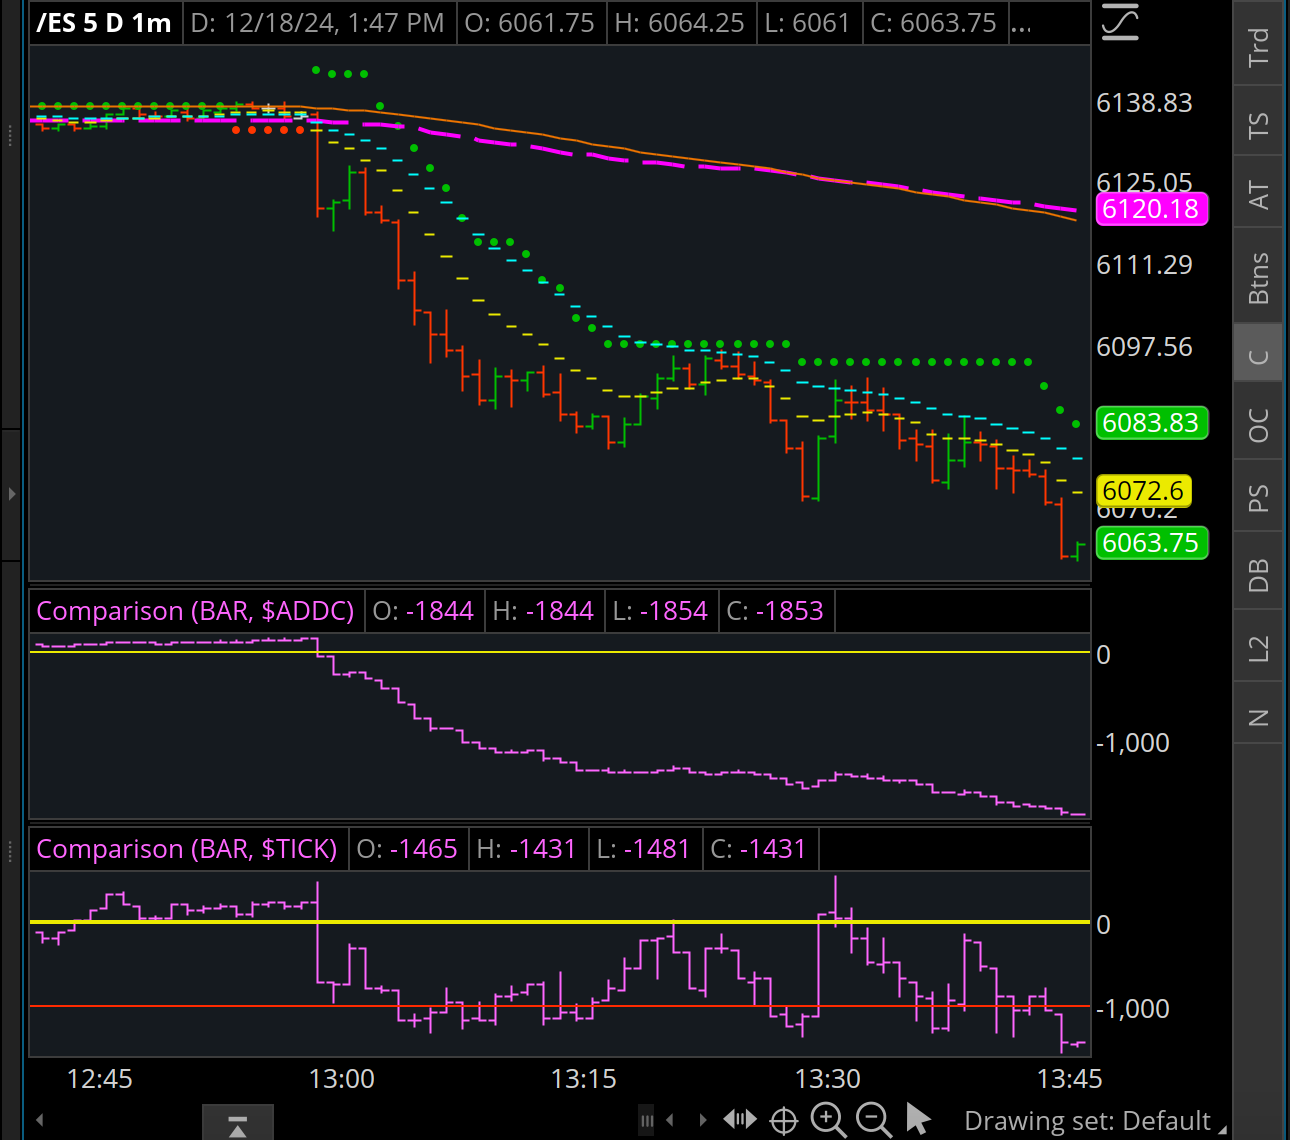 /ES 5 D 1m D: 12/18/24, 1:47 PM O: 6061.75 H: 6064.25 L: 6061 C: 6063.75 ...
6138.83
6125.05
6120.18
6111.29
6097.56
6083.83
6072.6
6070.2
6063.75
Comparison (BAR, $ADDC) O: -1844 H: -1844 L: -1854 C: -1853
0
-1,000
Comparison (BAR, $TICK) O: -1465 H: -1431 L: -1481 C: -1431
0
-1,000
12:45 13:00 13:15 13:30 13:45
Drawing set: Default
Trd
TS
AT
Btns
C
OC
PS
DB
L2
N